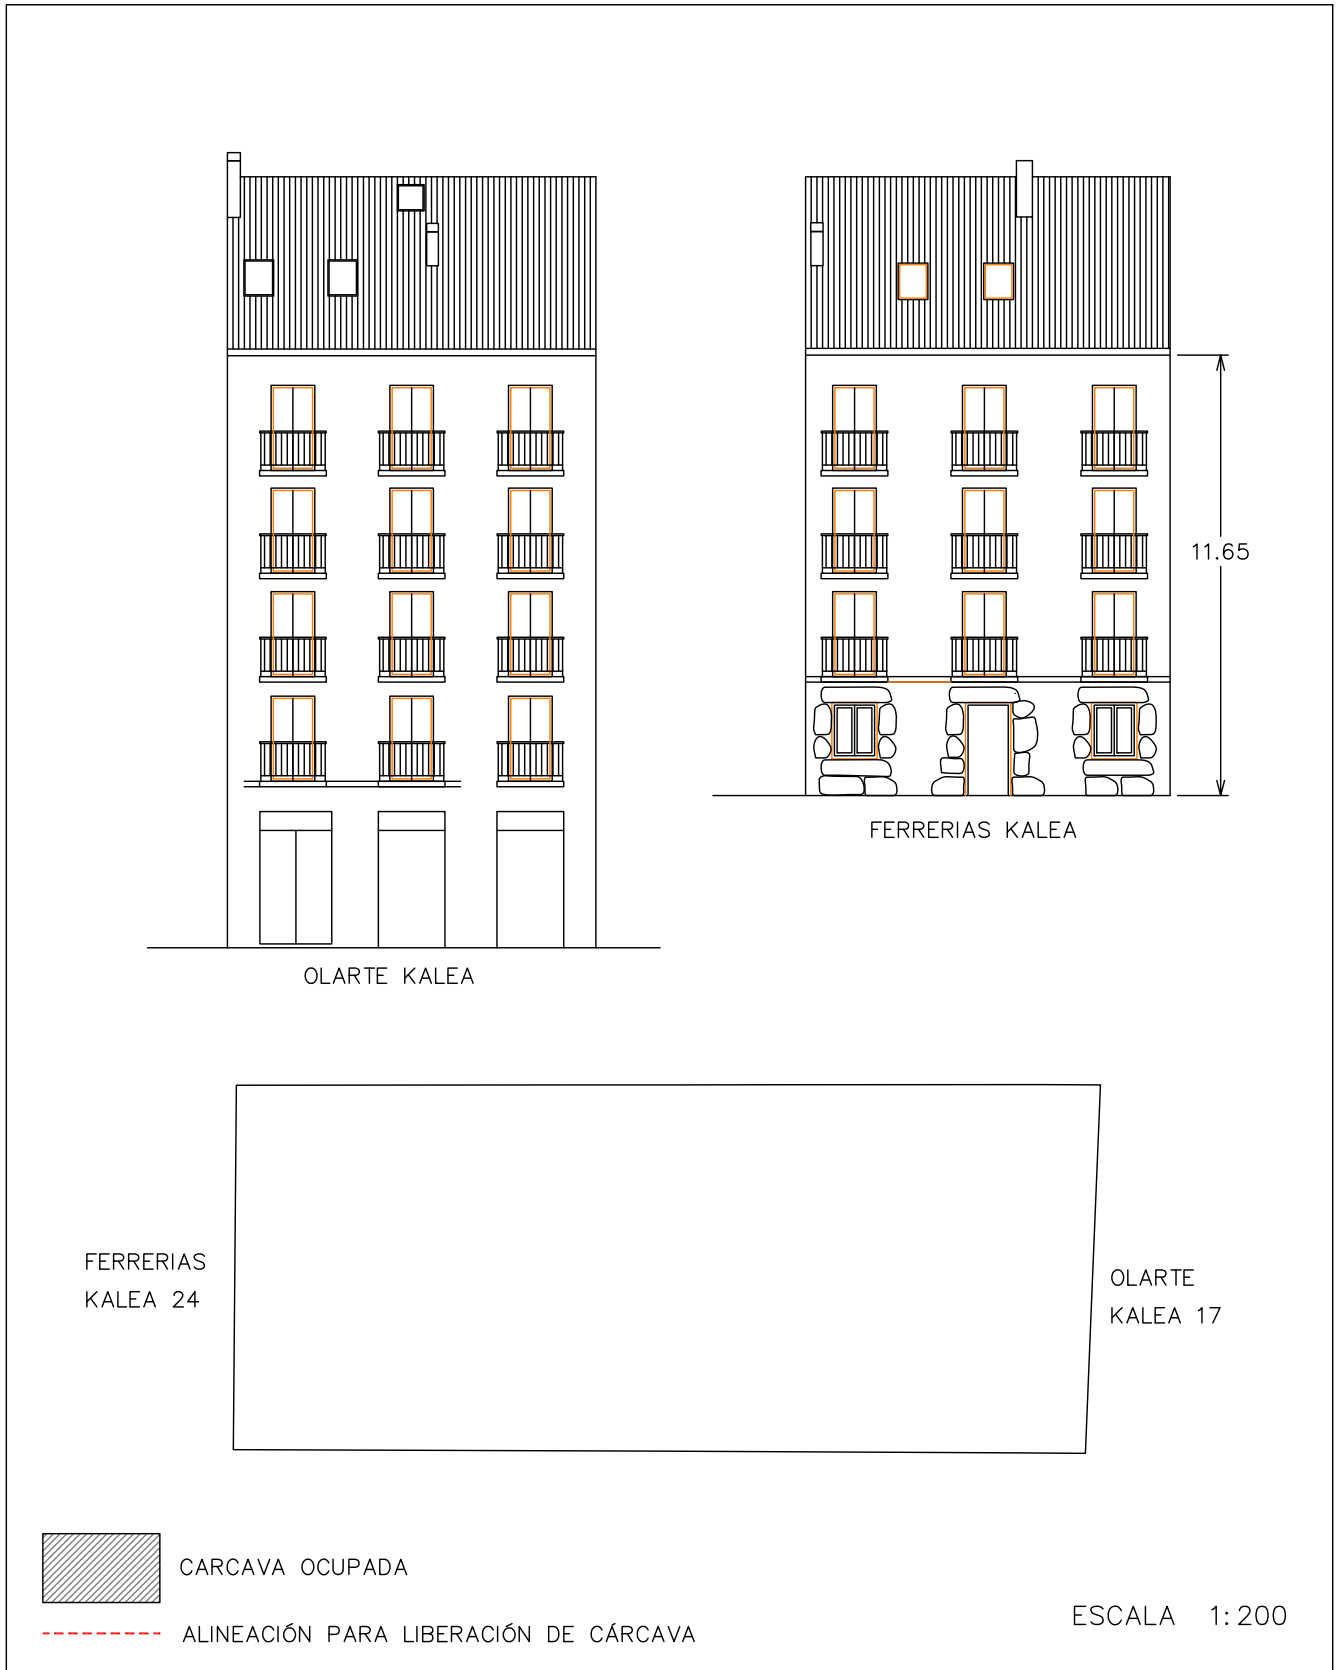 11.65
FERRERIAS KALEA
OLARTE KALEA
FERRERIAS
KALEA 24
OLARTE
KALEA 17
CARCAVA OCUPADA
ALINEACIÓN PARA LIBERACIÓN DE CÁRCAVA
ESCALA 1:200